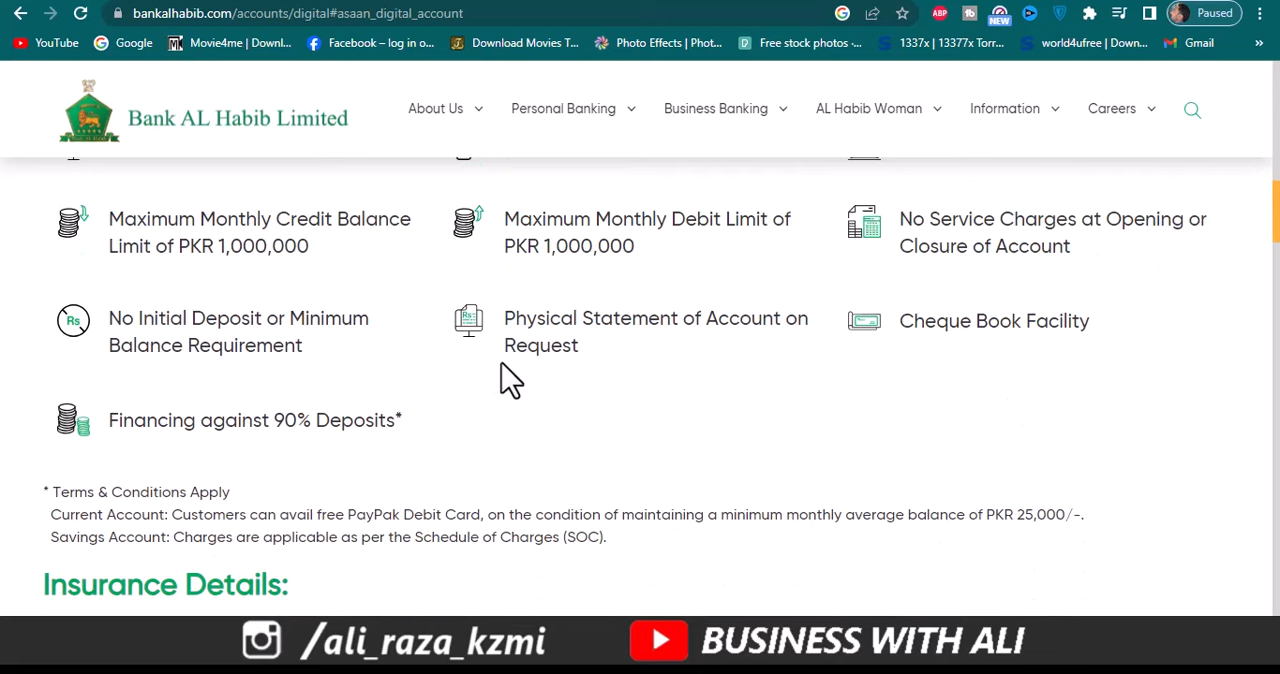 bankalhabib.com/accounts/digital#asaan_digital_account
ABP
NEW
Paused
YouTube
Google
Movie4me | Downl...
Facebook – log in o...
Download Movies T...
Photo Effects | Phot...
Free stock photos -...
1337x | 13377x Torr...
world4ufree | Down...
Gmail
»
Bank AL Habib Limited
About Us
Personal Banking
Business Banking
AL Habib Woman
Information
Careers
Maximum Monthly Credit Balance
Limit of PKR 1,000,000
Maximum Monthly Debit Limit of
PKR 1,000,000
No Service Charges at Opening or
Closure of Account
Rs
No Initial Deposit or Minimum
Balance Requirement
Rs
Physical Statement of Account on
Request
Cheque Book Facility
Financing against 90% Deposits*
* Terms & Conditions Apply
Current Account: Customers can avail free PayPak Debit Card, on the condition of maintaining a minimum monthly average balance of PKR 25,000/-.
Savings Account: Charges are applicable as per the Schedule of Charges (SOC).
Insurance Details:
/ali_raza_kzmi
BUSINESS WITH ALI